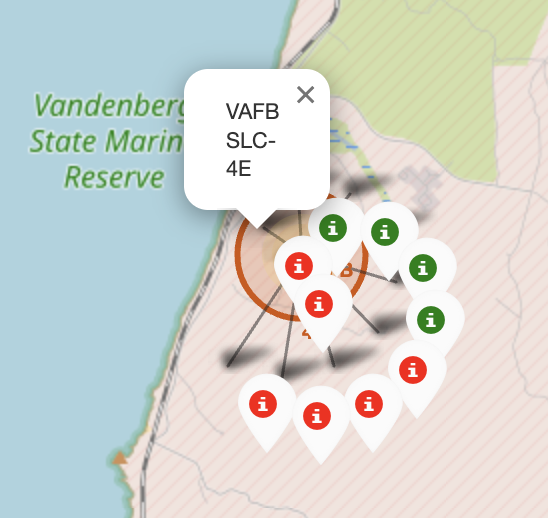 Vandenberg
State Marin
Reserve
VAFB
SLC-
4E